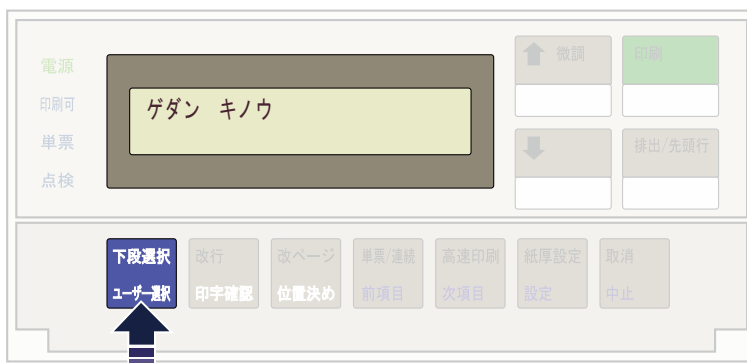 電源
印刷可
単票
点検
ゲダン キノウ
微調
印刷
排出/先頭行
下段選択 改行 改ページ 単票/連続 高速印刷 紙厚設定 取消
ユーザー選択 印字確認 位置決め 前項目 次項目 設定 中止